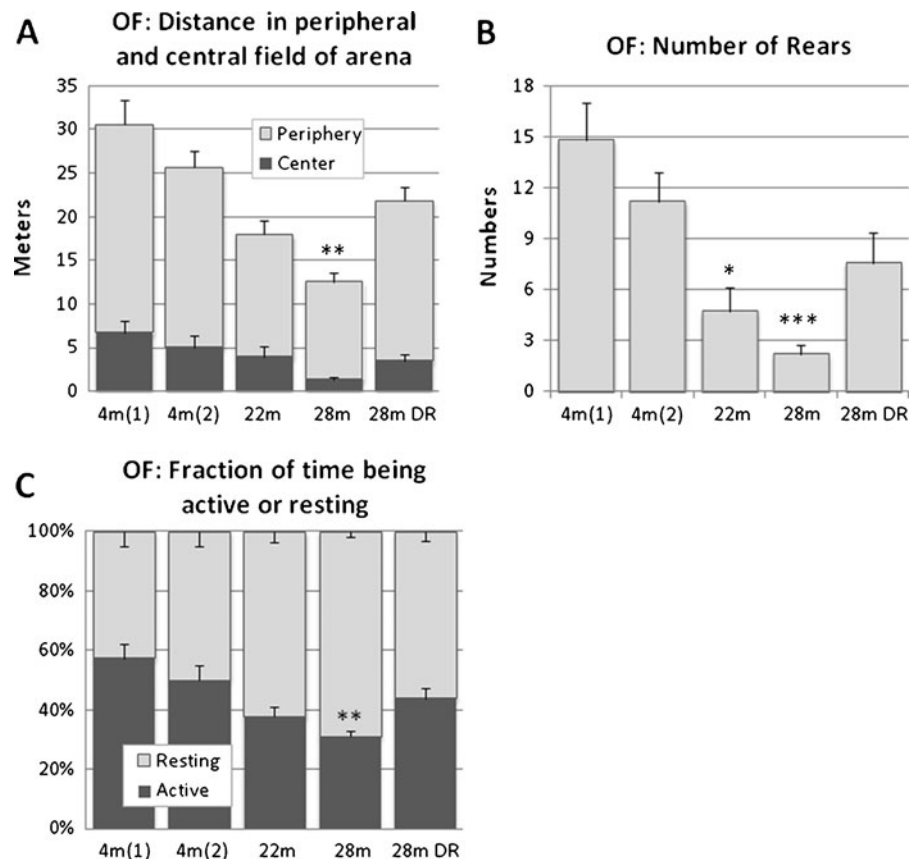 A
OF: Distance in peripheral
and central field of arena
Meters
35
30
25
20
15
10
5
0
Periphery
Center
**
4m(1) 4m(2) 22m 28m 28m DR
B
OF: Number of Rears
Numbers
18
15
12
9
6
3
0
*
***
4m(1) 4m(2) 22m 28m 28m DR
C
OF: Fraction of time being
active or resting
100%
80%
60%
40%
20%
0%
**
Resting
Active
4m(1) 4m(2) 22m 28m 28m DR